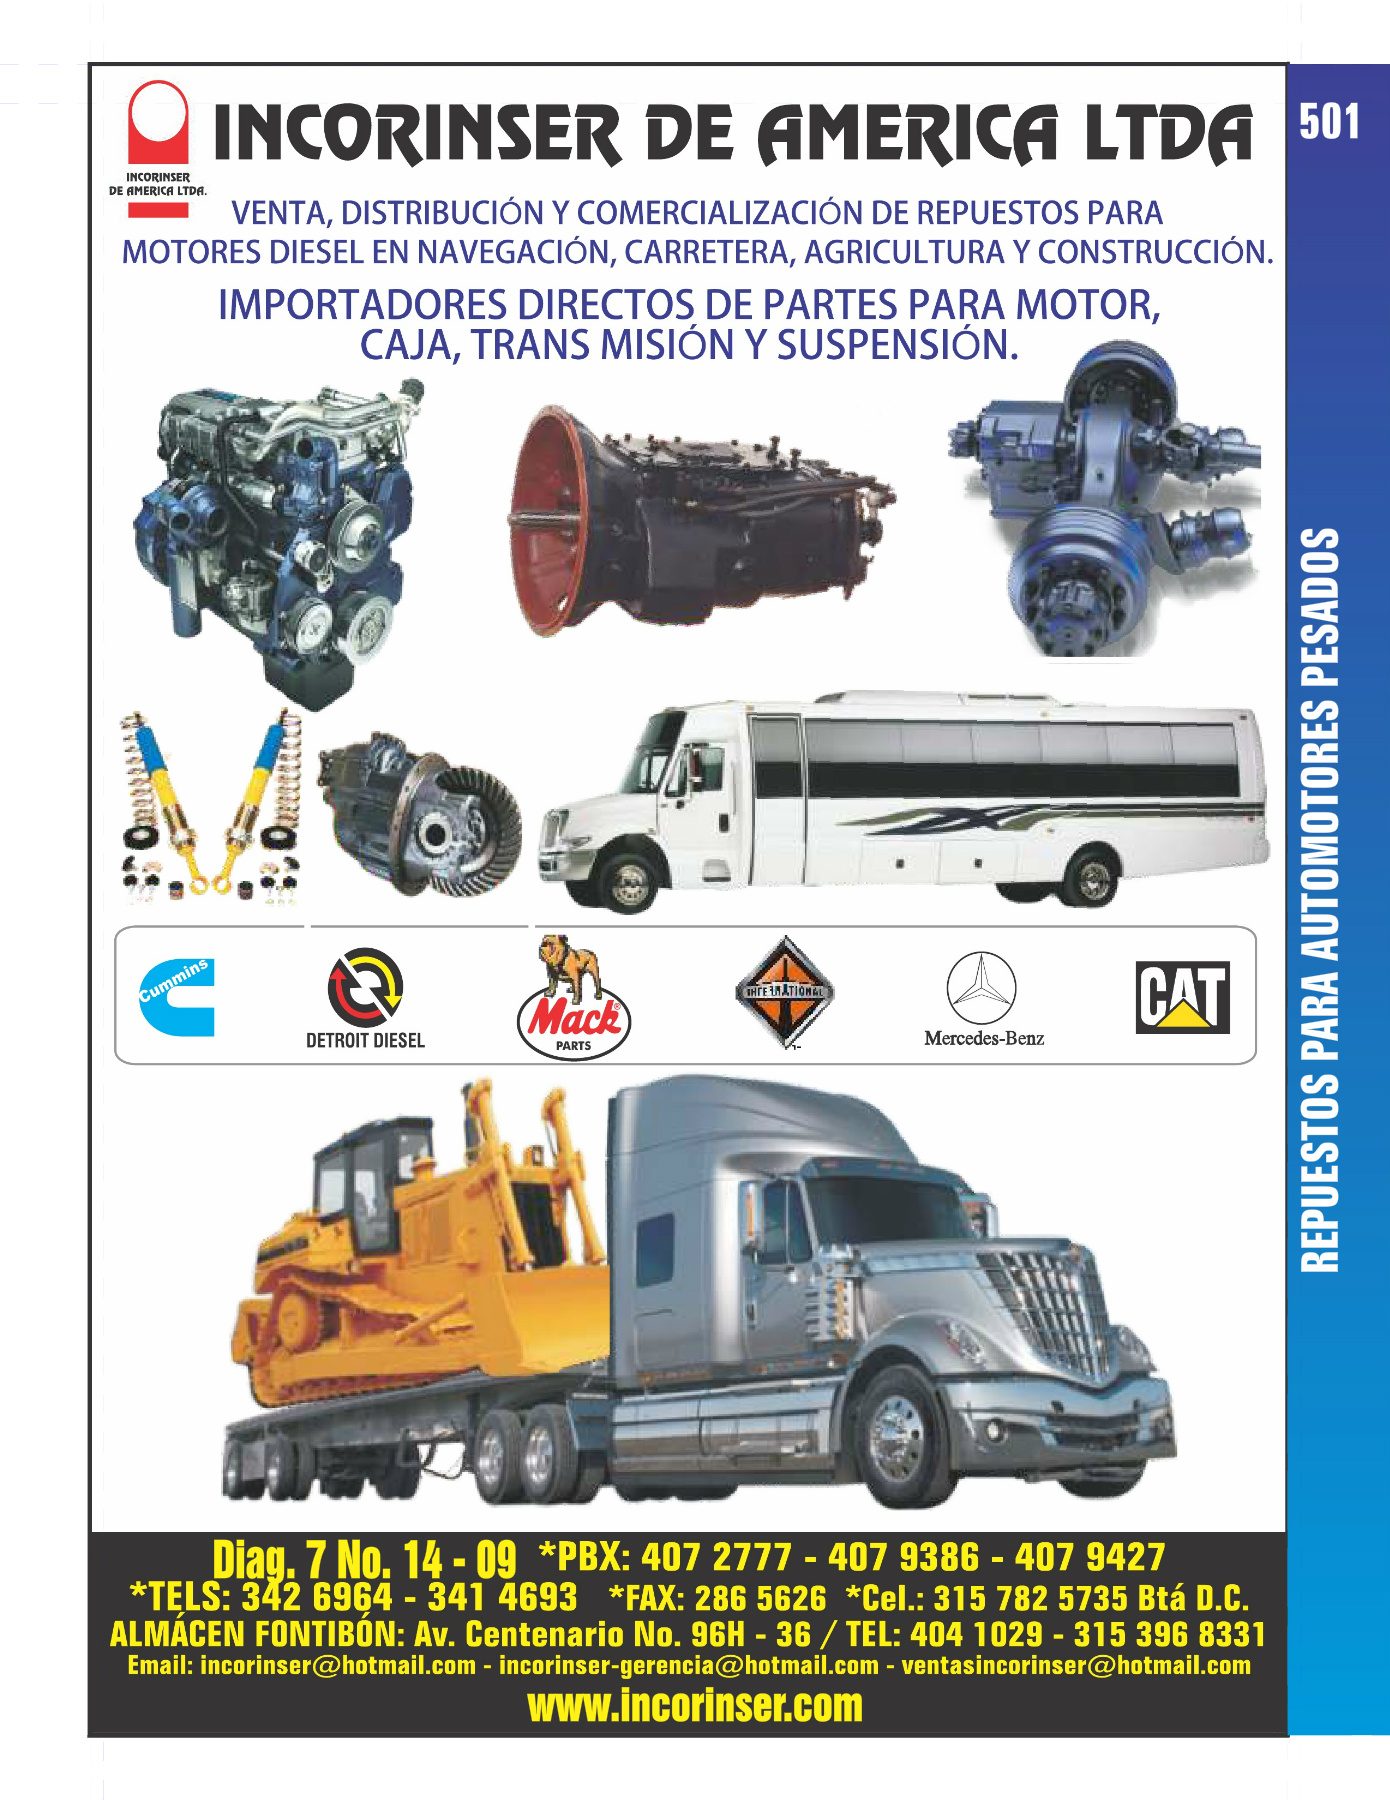 INCORINSER DE AMERICA LTDA
501
INCORINSER
DE AMERICA LTDA.
VENTA, DISTRIBUCIÓN Y COMERCIALIZACIÓN DE REPUESTOS PARA
MOTORES DIESEL EN NAVEGACIÓN, CARRETERA, AGRICULTURA Y CONSTRUCCIÓN.
IMPORTADORES DIRECTOS DE PARTES PARA MOTOR,
CAJA, TRANS MISIÓN Y SUSPENSIÓN.
REPUESTOS PARA AUTOMOTORES PESADOS
Cummins
DETROIT DIESEL
Mack®
PARTS
INTERNATIONAL
Mercedes-Benz
CAT
Diag. 7 No. 14 - 09 *PBX: 407 2777 - 407 9386 - 407 9427
*TELS: 342 6964 - 341 4693 *FAX: 286 5626 *Cel.: 315 782 5735 Btá D.C.
ALMÁCEN FONTIBÓN: Av. Centenario No. 96H - 36 / TEL: 404 1029 - 315 396 8331
Email: incorinser@hotmail.com - incorinser-gerencia@hotmail.com - ventasincorinser@hotmail.com
www.incorinser.com